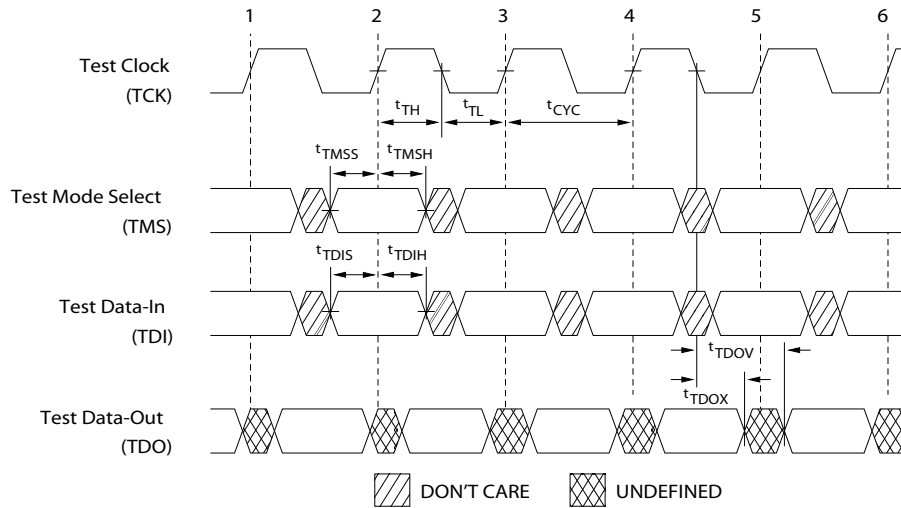 1 2 3 4 5 6
Test Clock
(TCK)
tTH tTL tCYC
tTMSS tTMSH
Test Mode Select
(TMS)
tTDIS tTDIH
Test Data-In
(TDI)
tTDOV
tTDOX
Test Data-Out
(TDO)
DON'T CARE UNDEFINED